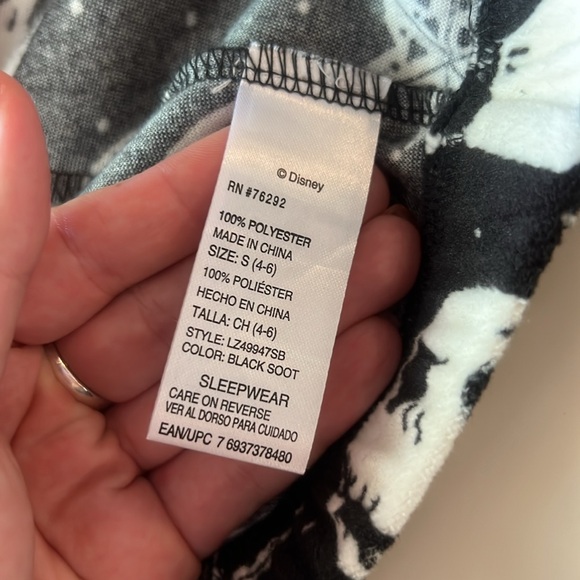 © Disney
RN #76292
100% POLYESTER
MADE IN CHINA
SIZE: S (4-6)
100% POLIÉSTER
HECHO EN CHINA
TALLA: CH (4-6)
STYLE: LZ49947SB
COLOR: BLACK SOOT
SLEEPWEAR
CARE ON REVERSE
VER AL DORSO PARA CUIDADO
EAN/UPC 7 6937378480